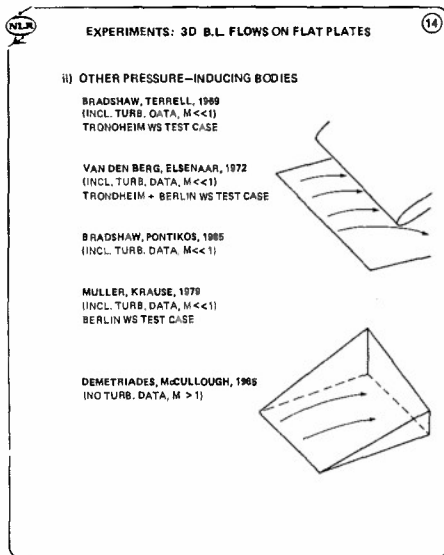 NLR
EXPERIMENTS: 3D B.L. FLOWS ON FLAT PLATES
14
ii) OTHER PRESSURE-INDUCING BODIES
BRADSHAW, TERRELL, 1969
(INCL. TURB. DATA, M<<1)
TRONDHEIM WS TEST CASE
VAN DEN BERG, ELSENAAR, 1972
(INCL. TURB. DATA, M<<1)
TRONDHEIM + BERLIN WS TEST CASE
BRADSHAW, PONTIKOS, 1985
(INCL. TURB. DATA, M<<1)
MULLER, KRAUSE, 1979
(INCL. TURB. DATA, M<<1)
BERLIN WS TEST CASE
DEMETRIADES, McCULLOUGH, 1985
(NO TURB. DATA, M > 1)